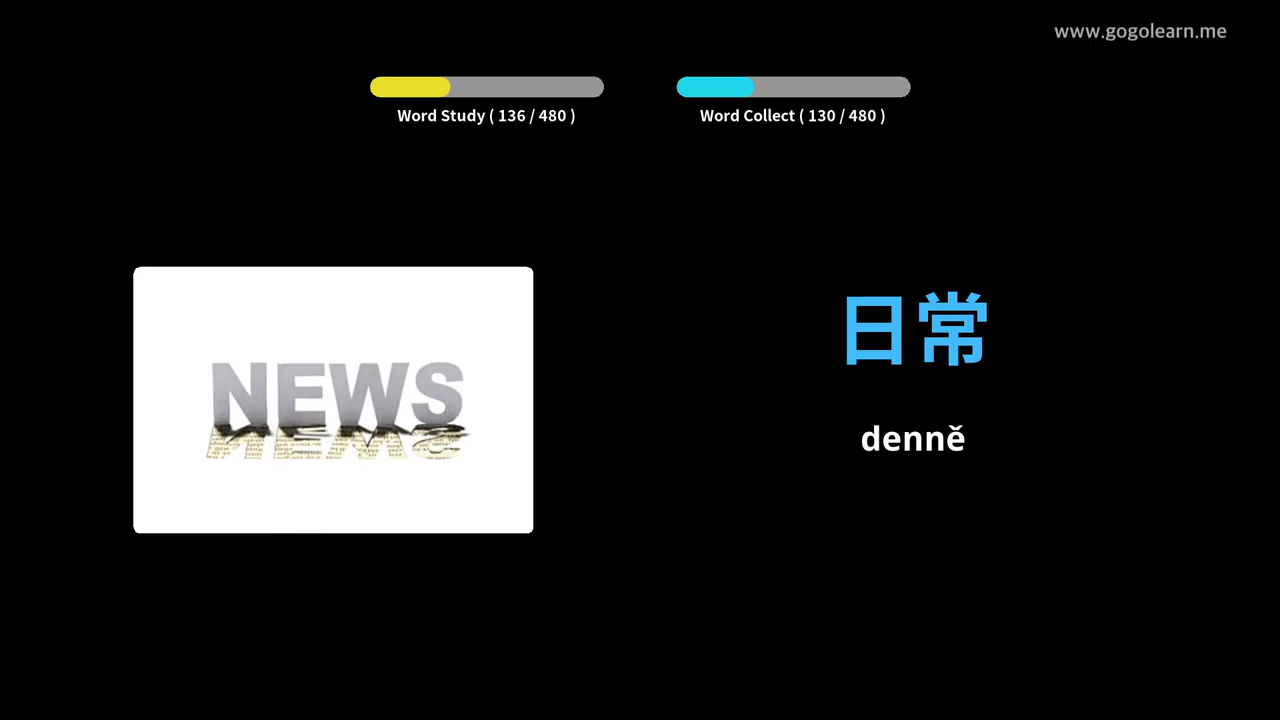 www.gogolearn.me
Word Study ( 136 / 480 )
Word Collect ( 130 / 480 )
NEWS
日常
denně